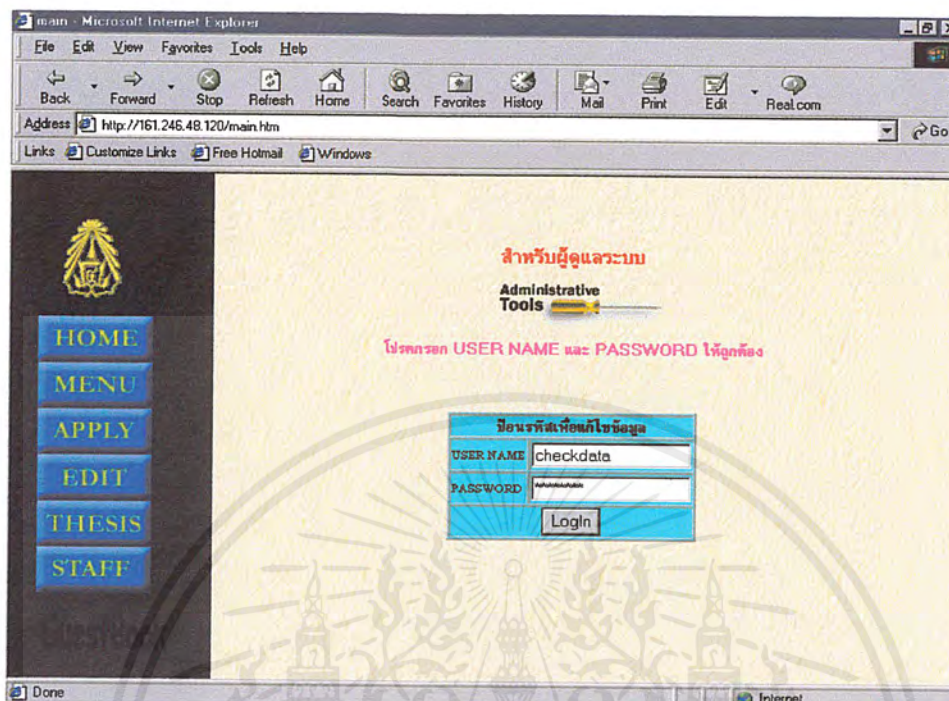 main - Microsoft Internet Explorer
File Edit View Favorites Tools Help
Back Forward Stop Refresh Home Search Favorites History Mail Print Edit Real.com
Address http://161.246.48.120/main.htm Go
Links Customize Links Free Hotmail Windows
สำหรับผู้ดูแลระบบ
Administrative
Tools
โปรดกรอก USER NAME และ PASSWORD ให้ถูกต้อง
HOME
MENU
APPLY
EDIT
THESIS
STAFF
ป้อนรหัสเพื่อแก้ไขข้อมูล
USER NAME checkdata
PASSWORD *********
LogIn
Done Internet